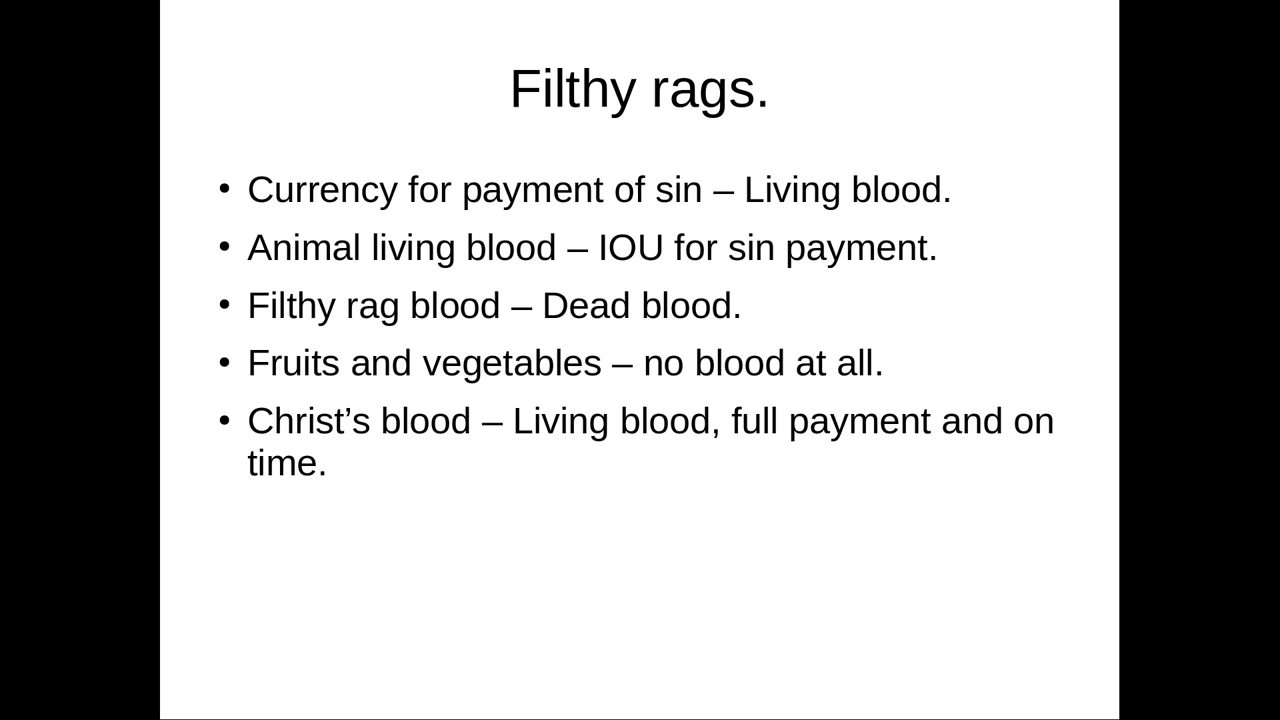 Filthy rags.
• Currency for payment of sin – Living blood.
• Animal living blood – IOU for sin payment.
• Filthy rag blood – Dead blood.
• Fruits and vegetables – no blood at all.
• Christ’s blood – Living blood, full payment and on
time.